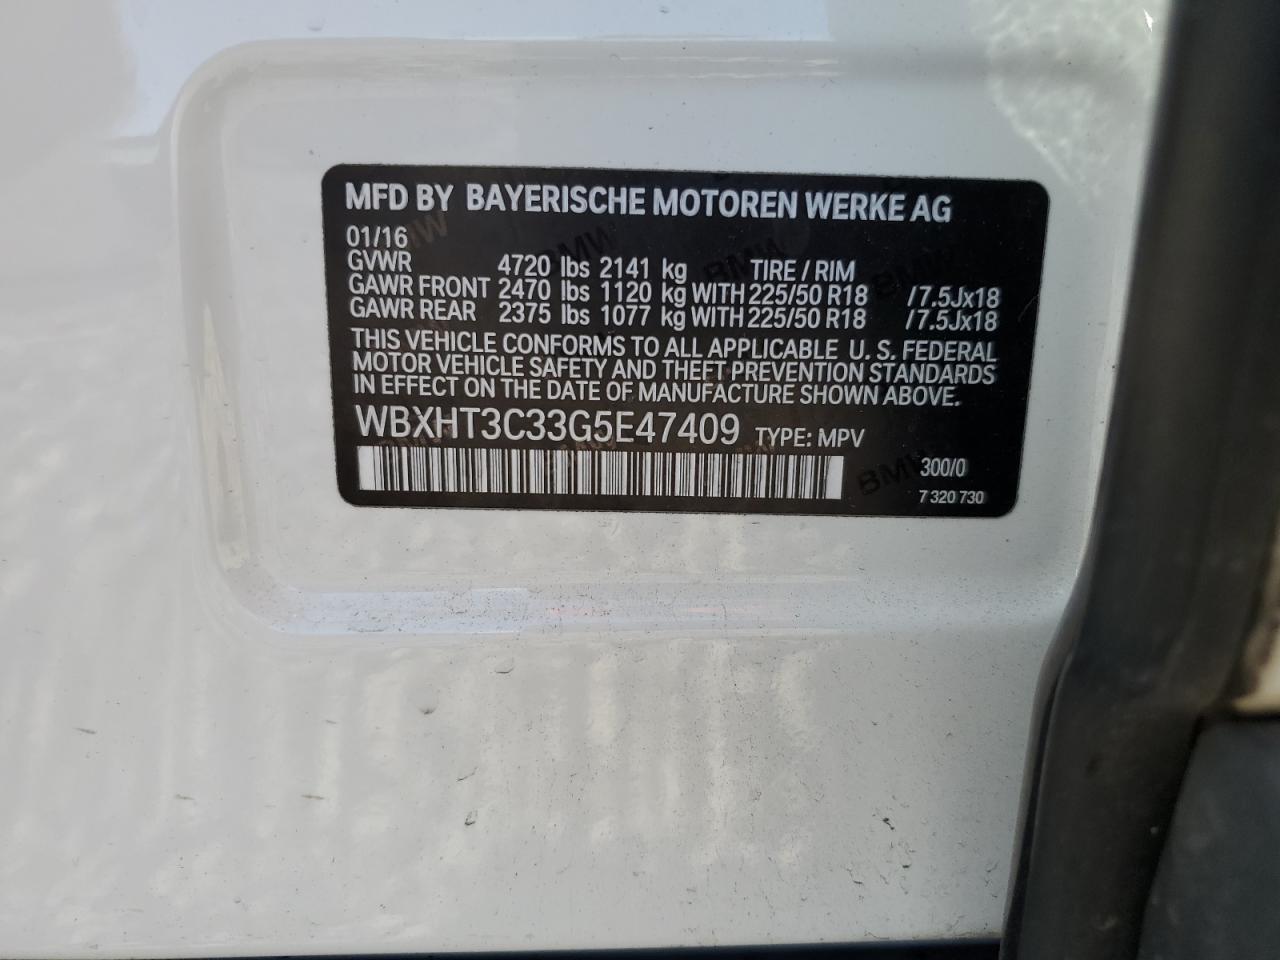 MFD BY BAYERISCHE MOTOREN WERKE AG
01/16
GVWR 4720 lbs 2141 kg TIRE / RIM
GAWR FRONT 2470 lbs 1120 kg WITH 225/50 R18 /7.5Jx18
GAWR REAR 2375 lbs 1077 kg WITH 225/50 R18 /7.5Jx18
THIS VEHICLE CONFORMS TO ALL APPLICABLE U. S. FEDERAL
MOTOR VEHICLE SAFETY AND THEFT PREVENTION STANDARDS
IN EFFECT ON THE DATE OF MANUFACTURE SHOWN ABOVE.
WBXHT3C33G5E47409 TYPE: MPV
300/0
7 320 730